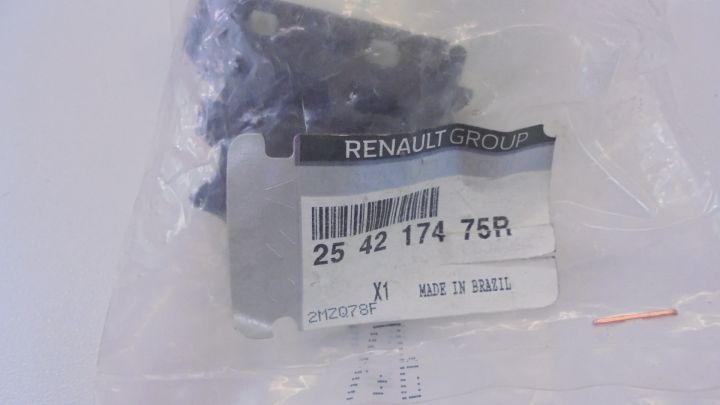 RENAULT GROUP
25 42 174 75R
X1 MADE IN BRAZIL
2MZQ78F